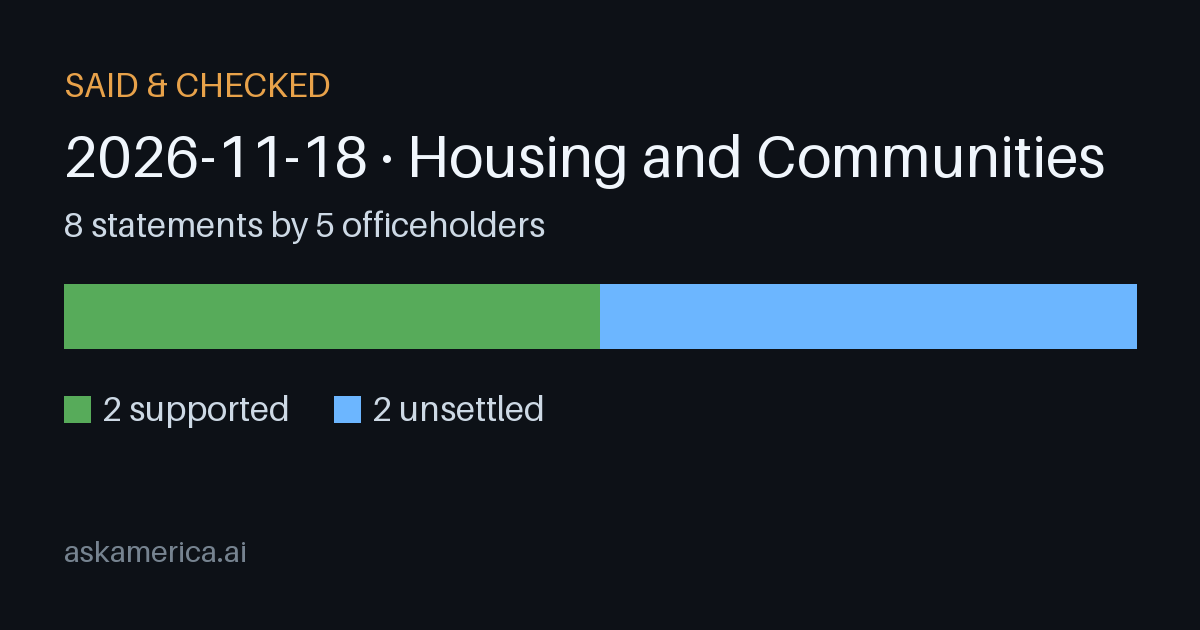 SAID & CHECKED
2026-11-18 · Housing and Communities
8 statements by 5 officeholders
2 supported 2 unsettled
askamerica.ai